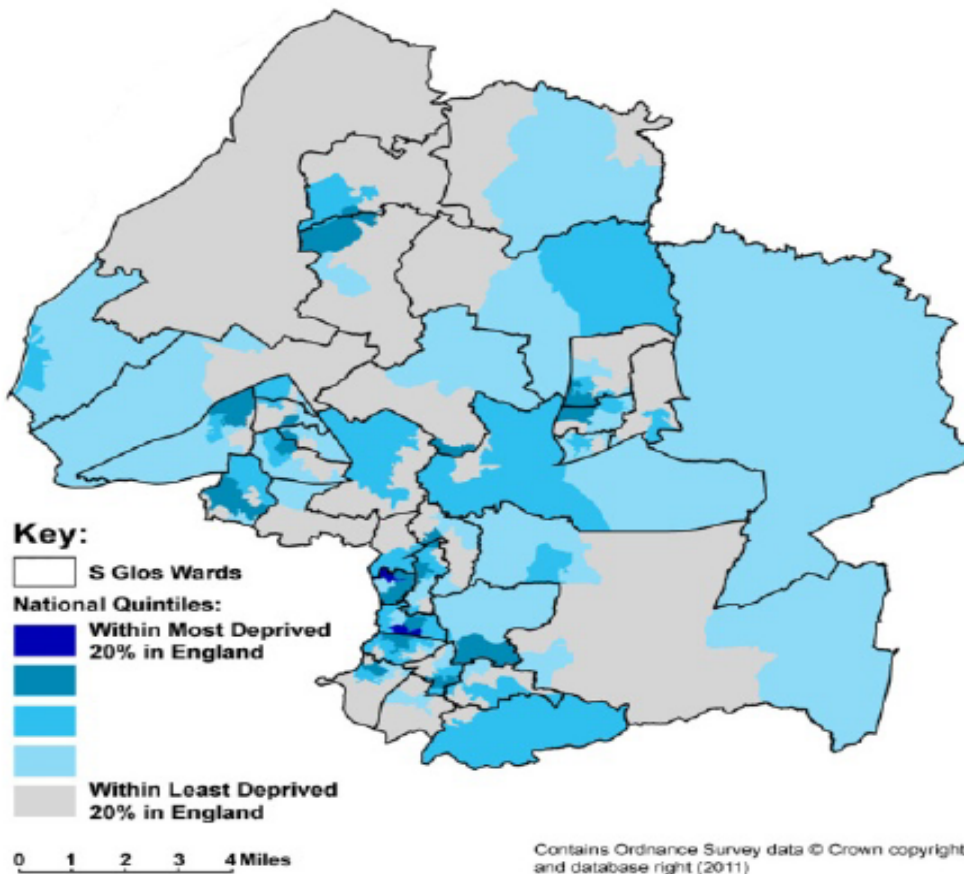 Key:
S Glos Wards
National Quintiles:
Within Most Deprived
20% in England
Within Least Deprived
20% in England
0 1 2 3 4 Miles
Contains Ordnance Survey data © Crown copyright
and database right (2011)